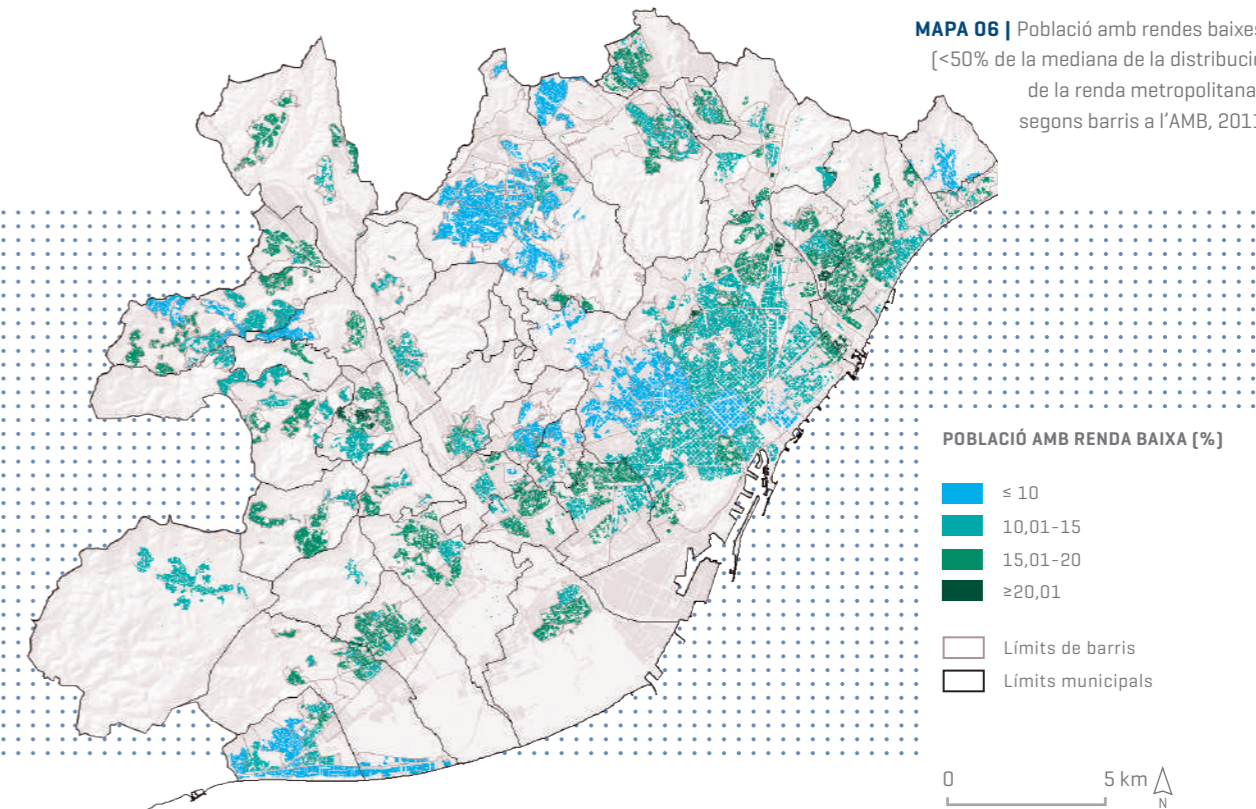 MAPA 06 | Població amb rendes baixes
(<50% de la mediana de la distribució
de la renda metropolitana)
segons barris a l'AMB, 2011
POBLACIÓ AMB RENDA BAIXA (%)
≤ 10
10,01-15
15,01-20
≥20,01
Límits de barris
Límits municipals
0 5 km
N